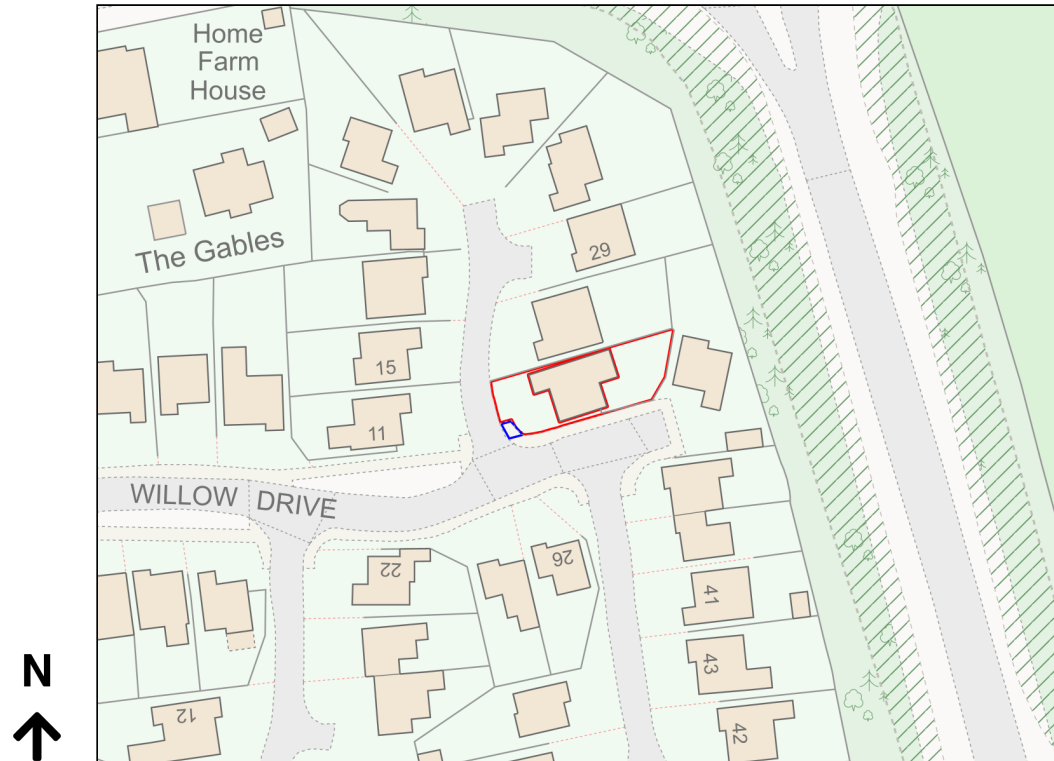 Home
Farm
House
The Gables
29
15
11
WILLOW DRIVE
22
26
41
43
12
42
N